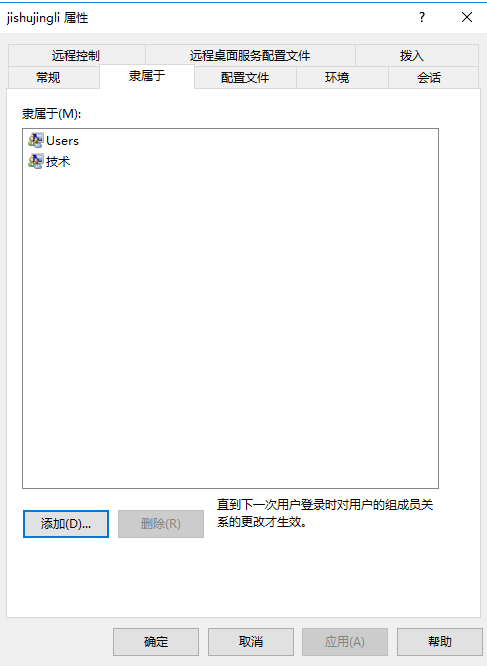 jishujingli 属性
?
远程控制 远程桌面服务配置文件 拨入
常规 隶属于 配置文件 环境 会话
隶属于(M):
Users
技术
添加(D)... 删除(R)
直到下一次用户登录时对用户的组成员关
系的更改才生效。
确定 取消 应用(A) 帮助